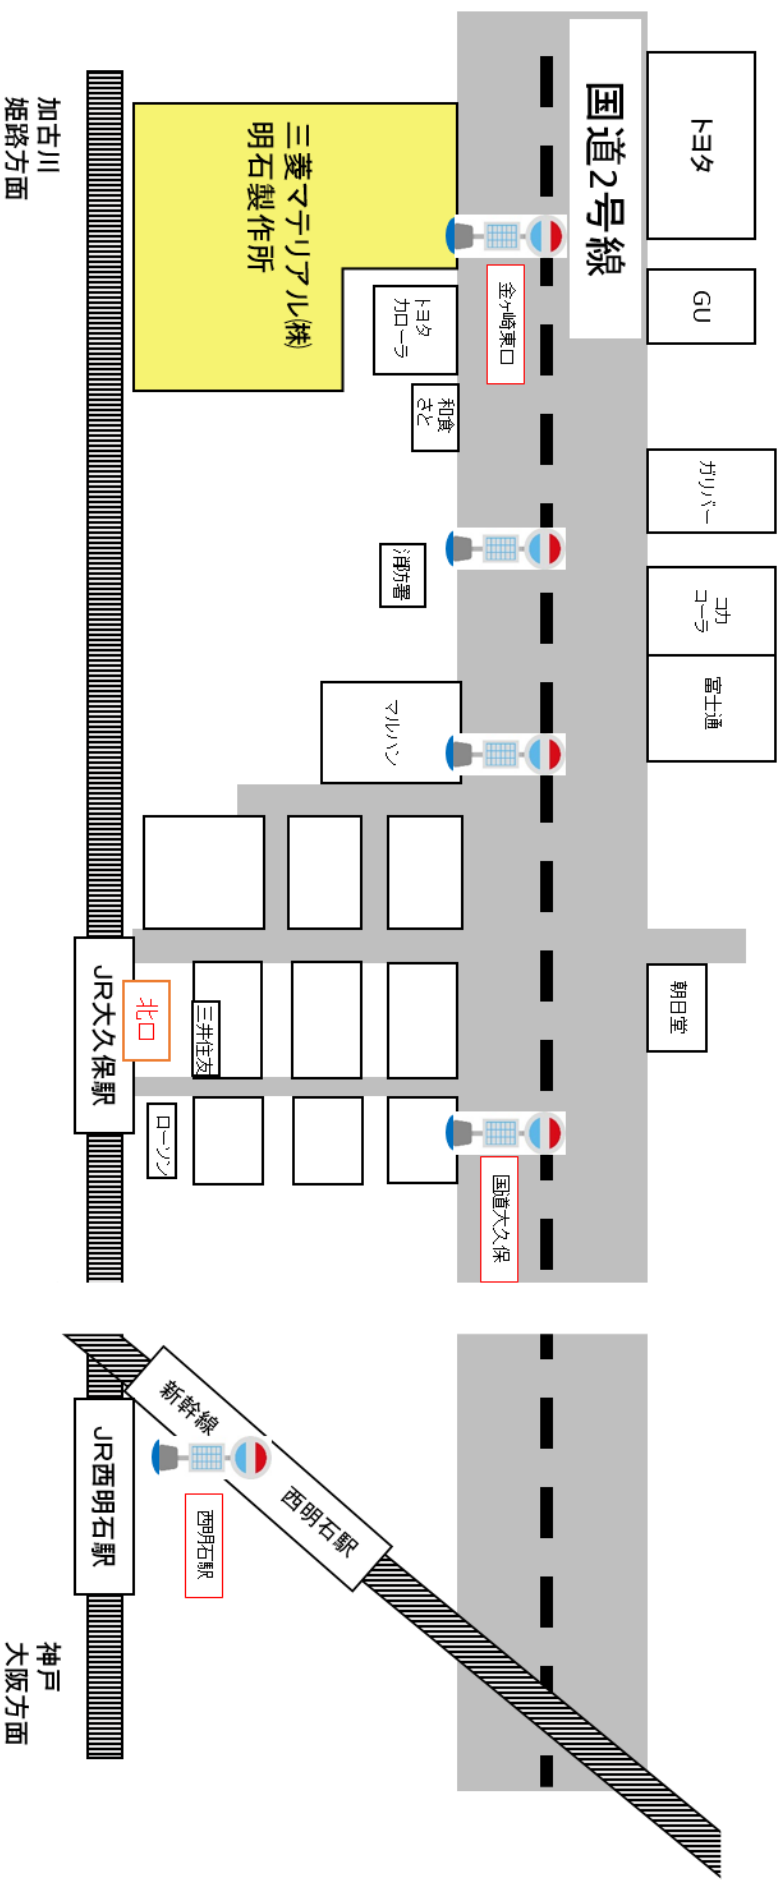 トヨタ
GU
ガリバー
コカ
コーラ
富士通
朝日堂
国道2号線
金ヶ崎東口
国道大久保
トヨタ
カローラ
和食
さと
消防署
マルハン
三菱マテリアル㈱
明石製作所
三井住友
ローソン
北口
JR大久保駅
新幹線
西明石駅
西明石駅
JR西明石駅
加古川
姫路方面
神戸
大阪方面